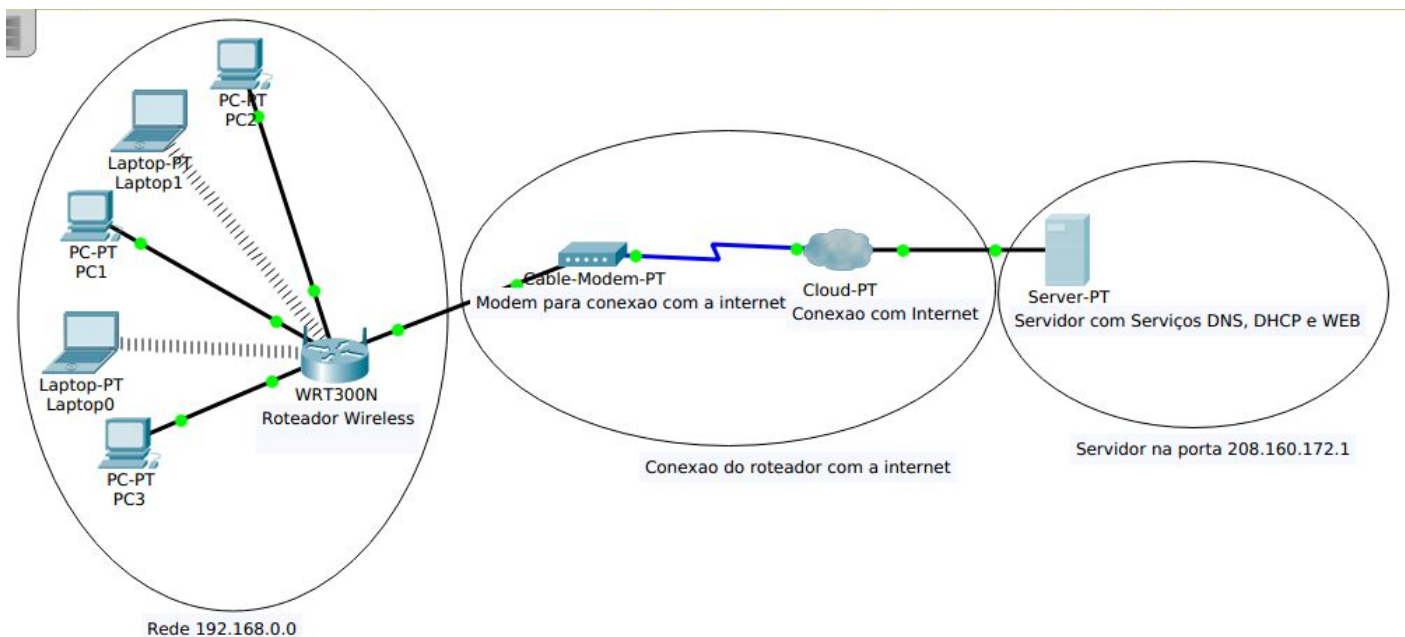 PC-PT
PC2
Laptop-PT
Laptop1
PC-PT
PC1
Laptop-PT
Laptop0
PC-PT
PC3
WRT300N
Roteador Wireless
Rede 192.168.0.0
Cable-Modem-PT
Modem para conexao com a internet
Cloud-PT
Conexao com Internet
Conexao do roteador com a internet
Server-PT
Servidor com Serviços DNS, DHCP e WEB
Servidor na porta 208.160.172.1